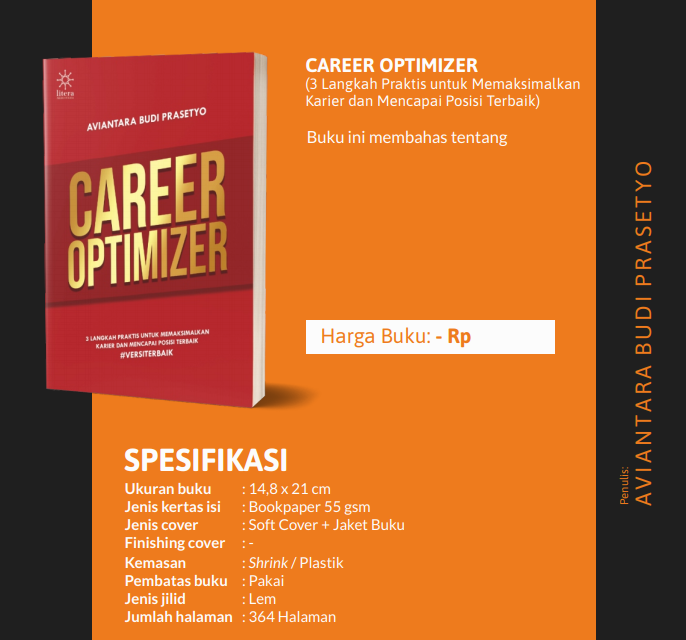 litera
AVIANTARA BUDI PRASETYO
CAREER
OPTIMIZER
3 LANGKAH PRAKTIS UNTUK MEMAKSIMALKAN
KARIER DAN MENCAPAI POSISI TERBAIK
#VERSITERBAIK
CAREER OPTIMIZER
(3 Langkah Praktis untuk Memaksimalkan
Karier dan Mencapai Posisi Terbaik)
Buku ini membahas tentang
Harga Buku: - Rp
Penulis:
AVIANTARA BUDI PRASETYO
SPESIFIKASI
Ukuran buku : 14,8 x 21 cm
Jenis kertas isi : Bookpaper 55 gsm
Jenis cover : Soft Cover + Jaket Buku
Finishing cover : -
Kemasan : Shrink / Plastik
Pembatas buku : Pakai
Jenis jilid : Lem
Jumlah halaman : 364 Halaman